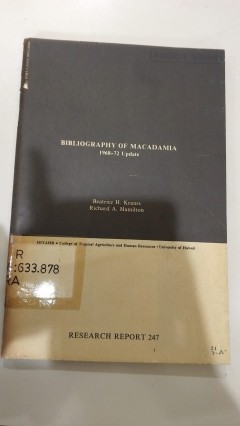 BIBLIOGRAPHY OF MACADAMIA
1968-72 Update
Beatrice H. Krauss
Richard A. Hamilton
College of Tropical Agriculture and Human Resources • University of Hawaii
R
:633.878
RESEARCH REPORT 247